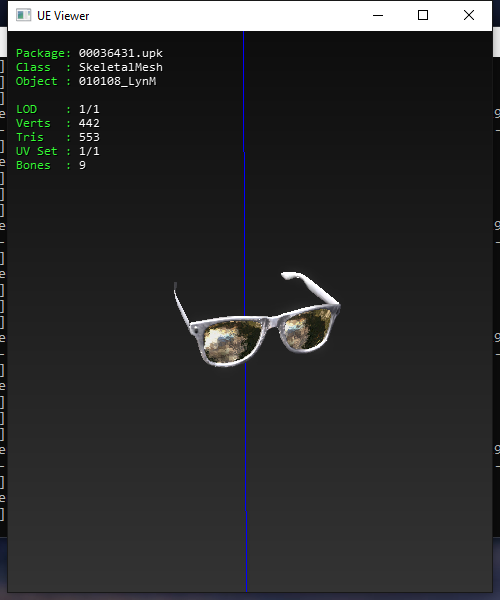 UE Viewer
Package: 00036431.upk
Class  : SkeletalMesh
Object : 010108_LynM
LOD    : 1/1
Verts  : 442
Tris   : 553
UV Set : 1/1
Bones  : 9